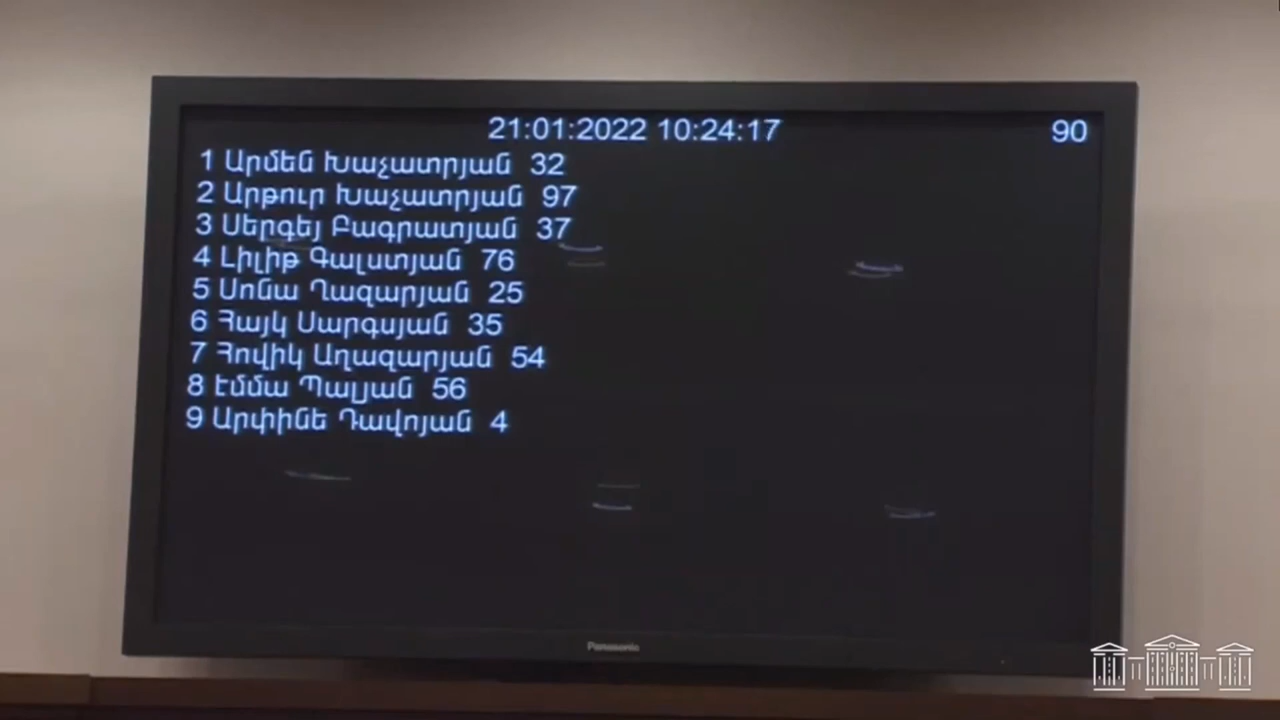 21:01:2022 10:24:17 90
1 Արմեն Խաչատրյան 32
2 Արթուր Խաչատրյան 97
3 Սերգեյ Բագրատյան 37
4 Լիլիթ Գալստյան 76
5 Սոնա Ղազարյան 25
6 Հայկ Սարգսյան 35
7 Հովիկ Աղազարյան 54
8 Էմմա Պալյան 56
9 Արփինե Դավոյան 4
Panasonic